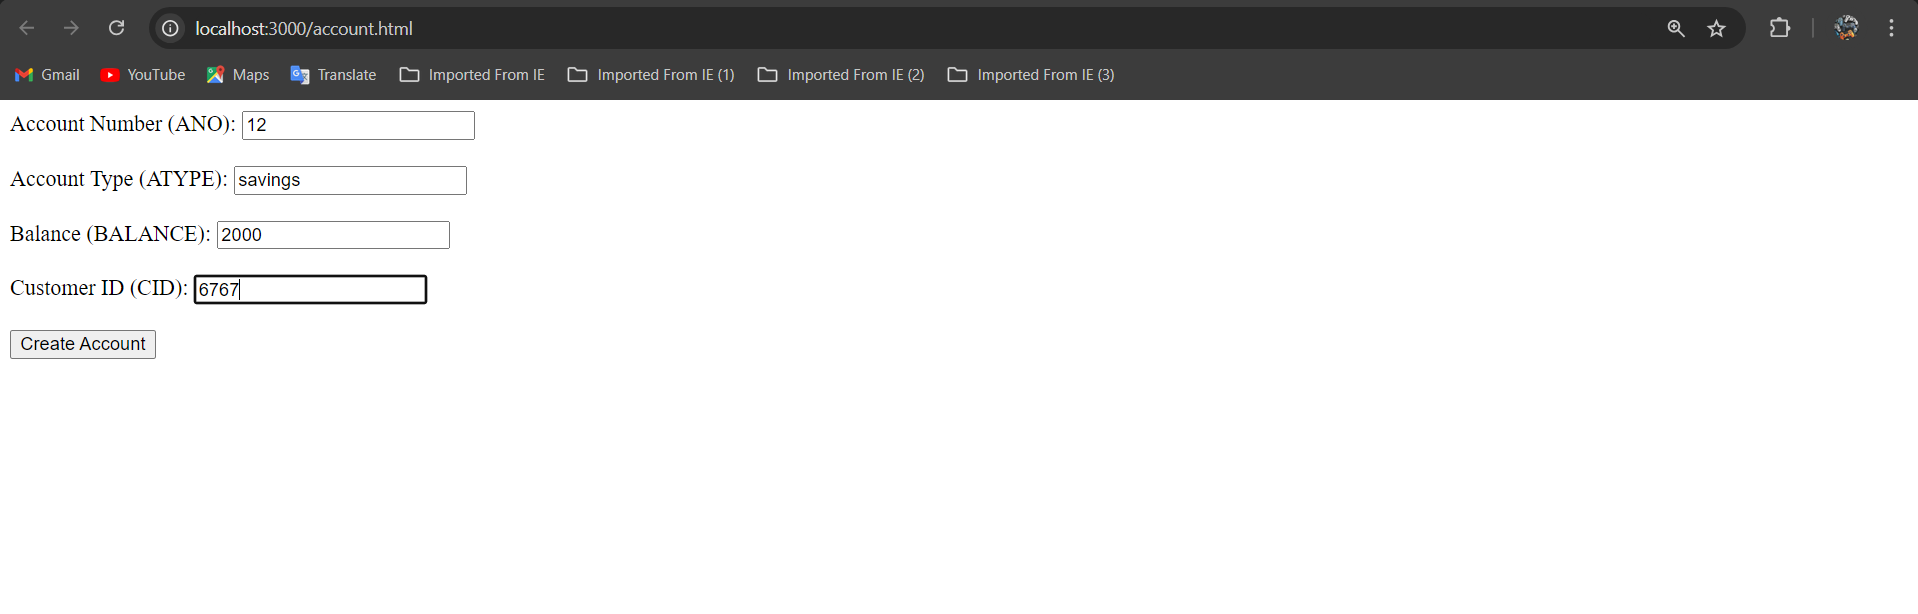 localhost:3000/account.html
Gmail YouTube Maps Translate Imported From IE Imported From IE (1) Imported From IE (2) Imported From IE (3)
Account Number (ANO): 12
Account Type (ATYPE): savings
Balance (BALANCE): 2000
Customer ID (CID): 6767
Create Account